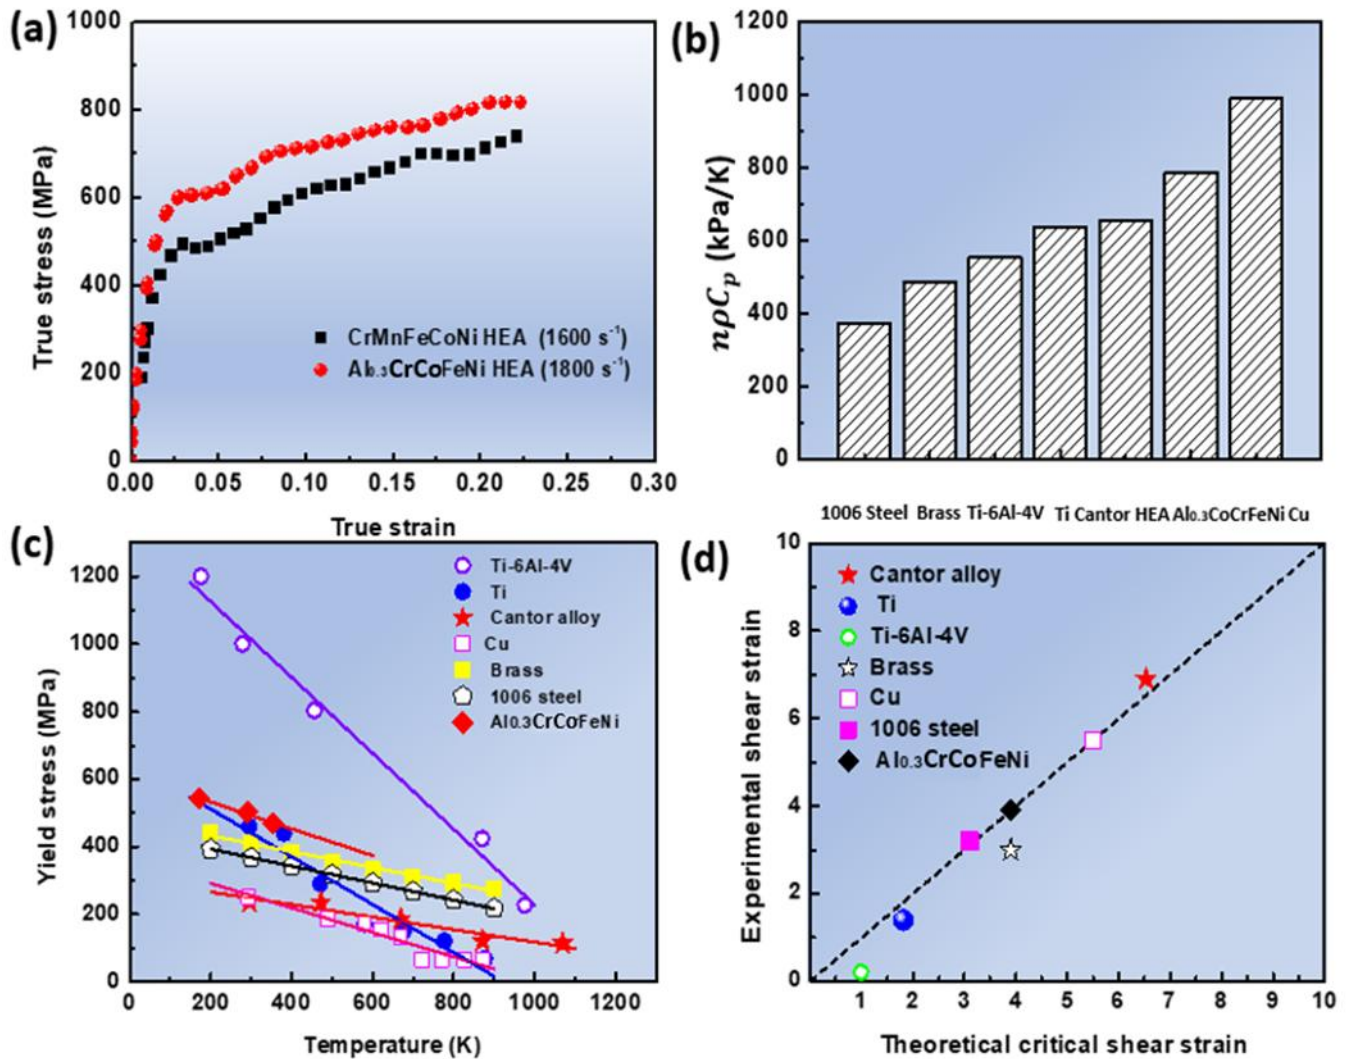 (a)
1000
800
600
400
200
0
True stress (MPa)
CrMnFeCoNi HEA (1600 s⁻¹)
Al₀.₃CrCoFeNi HEA (1800 s⁻¹)
0.00 0.05 0.10 0.15 0.20 0.25 0.30
True strain
(b)
1200
1000
800
600
400
200
0
nρCₚ (kPa/K)
1006 Steel Brass Ti-6Al-4V Ti Cantor HEA Al₀.₃CoCrFeNi Cu
(c)
1200
1000
800
600
400
200
0
Yield stress (MPa)
Ti-6Al-4V
Ti
Cantor alloy
Cu
Brass
1006 steel
Al₀.₃CrCoFeNi
0 200 400 600 800 1000 1200
Temperature (K)
(d)
10
8
6
4
2
0
Experimental shear strain
Cantor alloy
Ti
Ti-6Al-4V
Brass
Cu
1006 steel
Al₀.₃CrCoFeNi
1 2 3 4 5 6 7 8 9 10
Theoretical critical shear strain